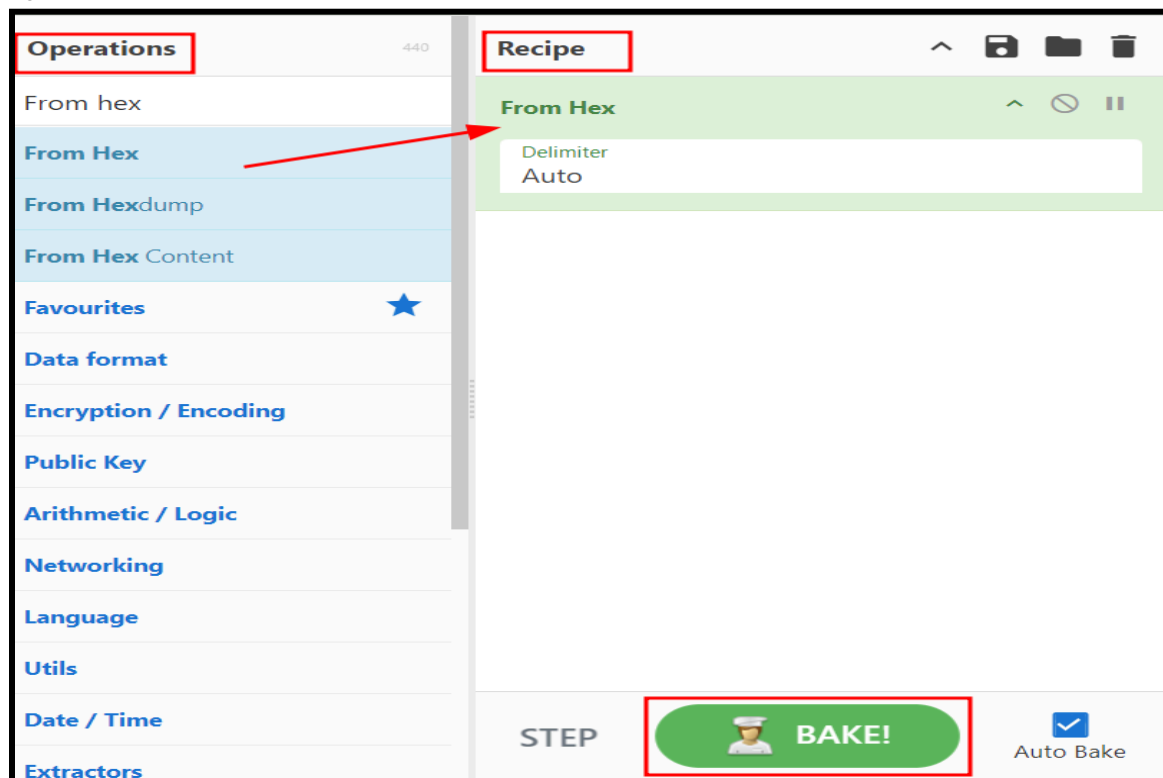 Operations 440
From hex
From Hex
From Hexdump
From Hex Content
Favourites
Data format
Encryption / Encoding
Public Key
Arithmetic / Logic
Networking
Language
Utils
Date / Time
Extractors
Recipe
From Hex
Delimiter
Auto
STEP
BAKE!
Auto Bake